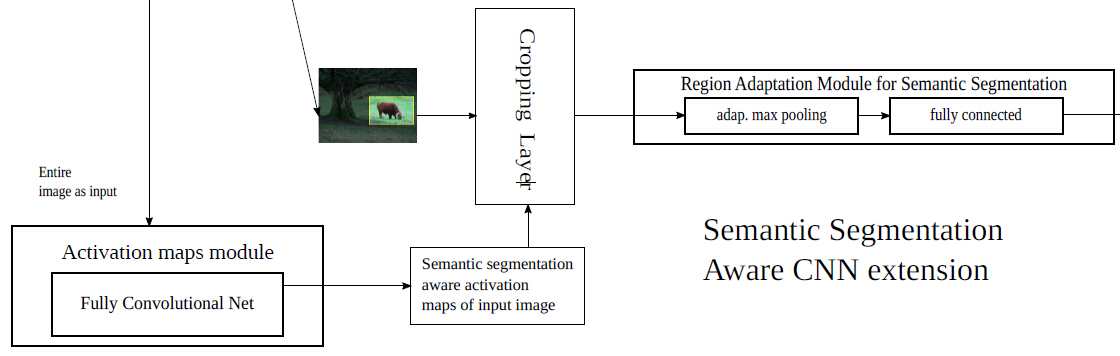 Cropping Layer
Region Adaptation Module for Semantic Segmentation
adap. max pooling
fully connected
Entire
image as input
Activation maps module
Fully Convolutional Net
Semantic segmentation
aware activation
maps of input image
Semantic Segmentation
Aware CNN extension